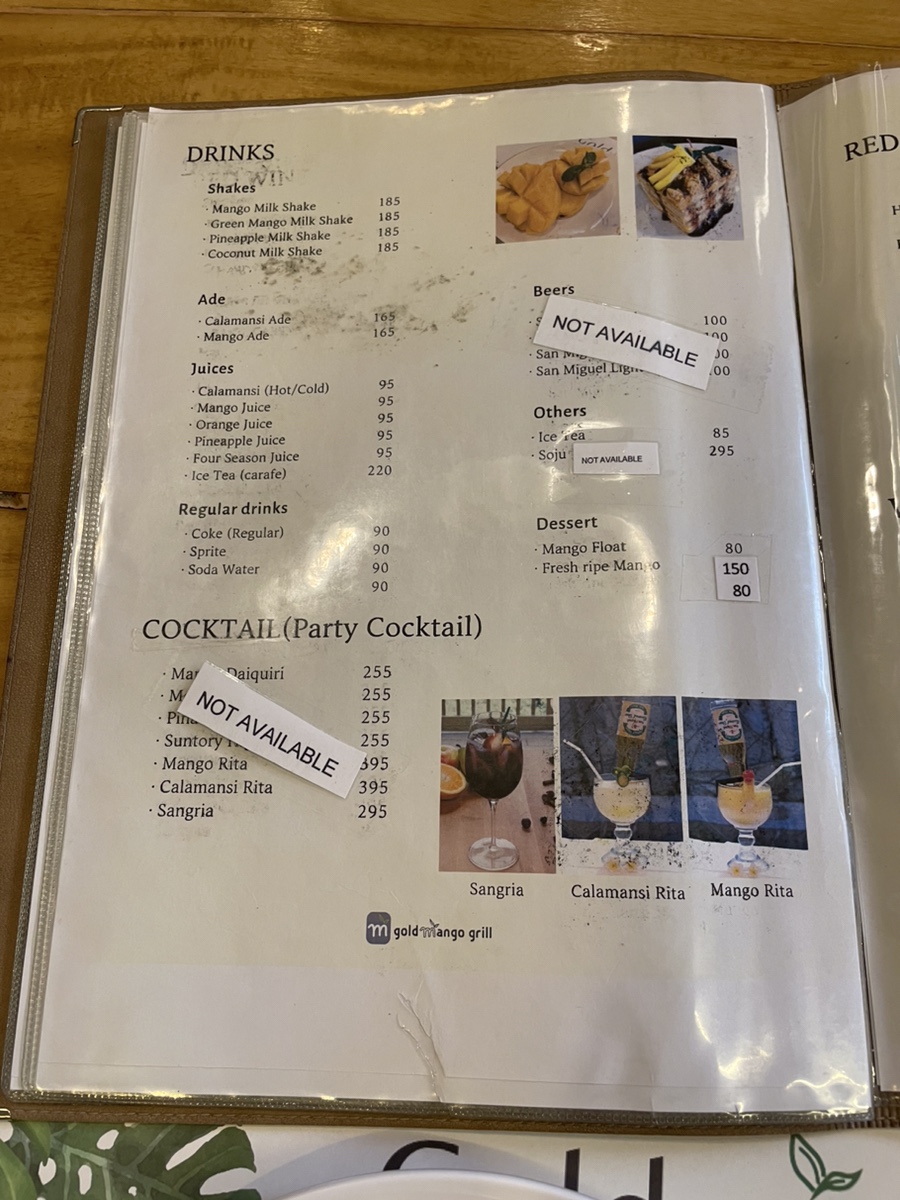 DRINKS
Shakes
· Mango Milk Shake 185
· Green Mango Milk Shake 185
· Pineapple Milk Shake 185
· Coconut Milk Shake 185
Ade
· Calamansi Ade 165
· Mango Ade 165
Juices
· Calamansi (Hot/Cold) 95
· Mango Juice 95
· Orange Juice 95
· Pineapple Juice 95
· Four Season Juice 95
· Ice Tea (carafe) 220
Regular drinks
· Coke (Regular) 90
· Sprite 90
· Soda Water 90
90
Beers
100
NOT AVAILABLE
· San
· San Miguel
Others
· Ice Tea 85
· Soju 295
NOT AVAILABLE
Dessert
· Mango Float 80
· Fresh ripe Mango 150
80
COCKTAIL(Party Cocktail)
Daiquiri 255
255
255
· Suntory 255
NOT AVAILABLE
· Mango Rita 395
· Calamansi Rita 395
· Sangria 295
Sangria
Calamansi Rita
Mango Rita
m gold mango grill
RED
Gold